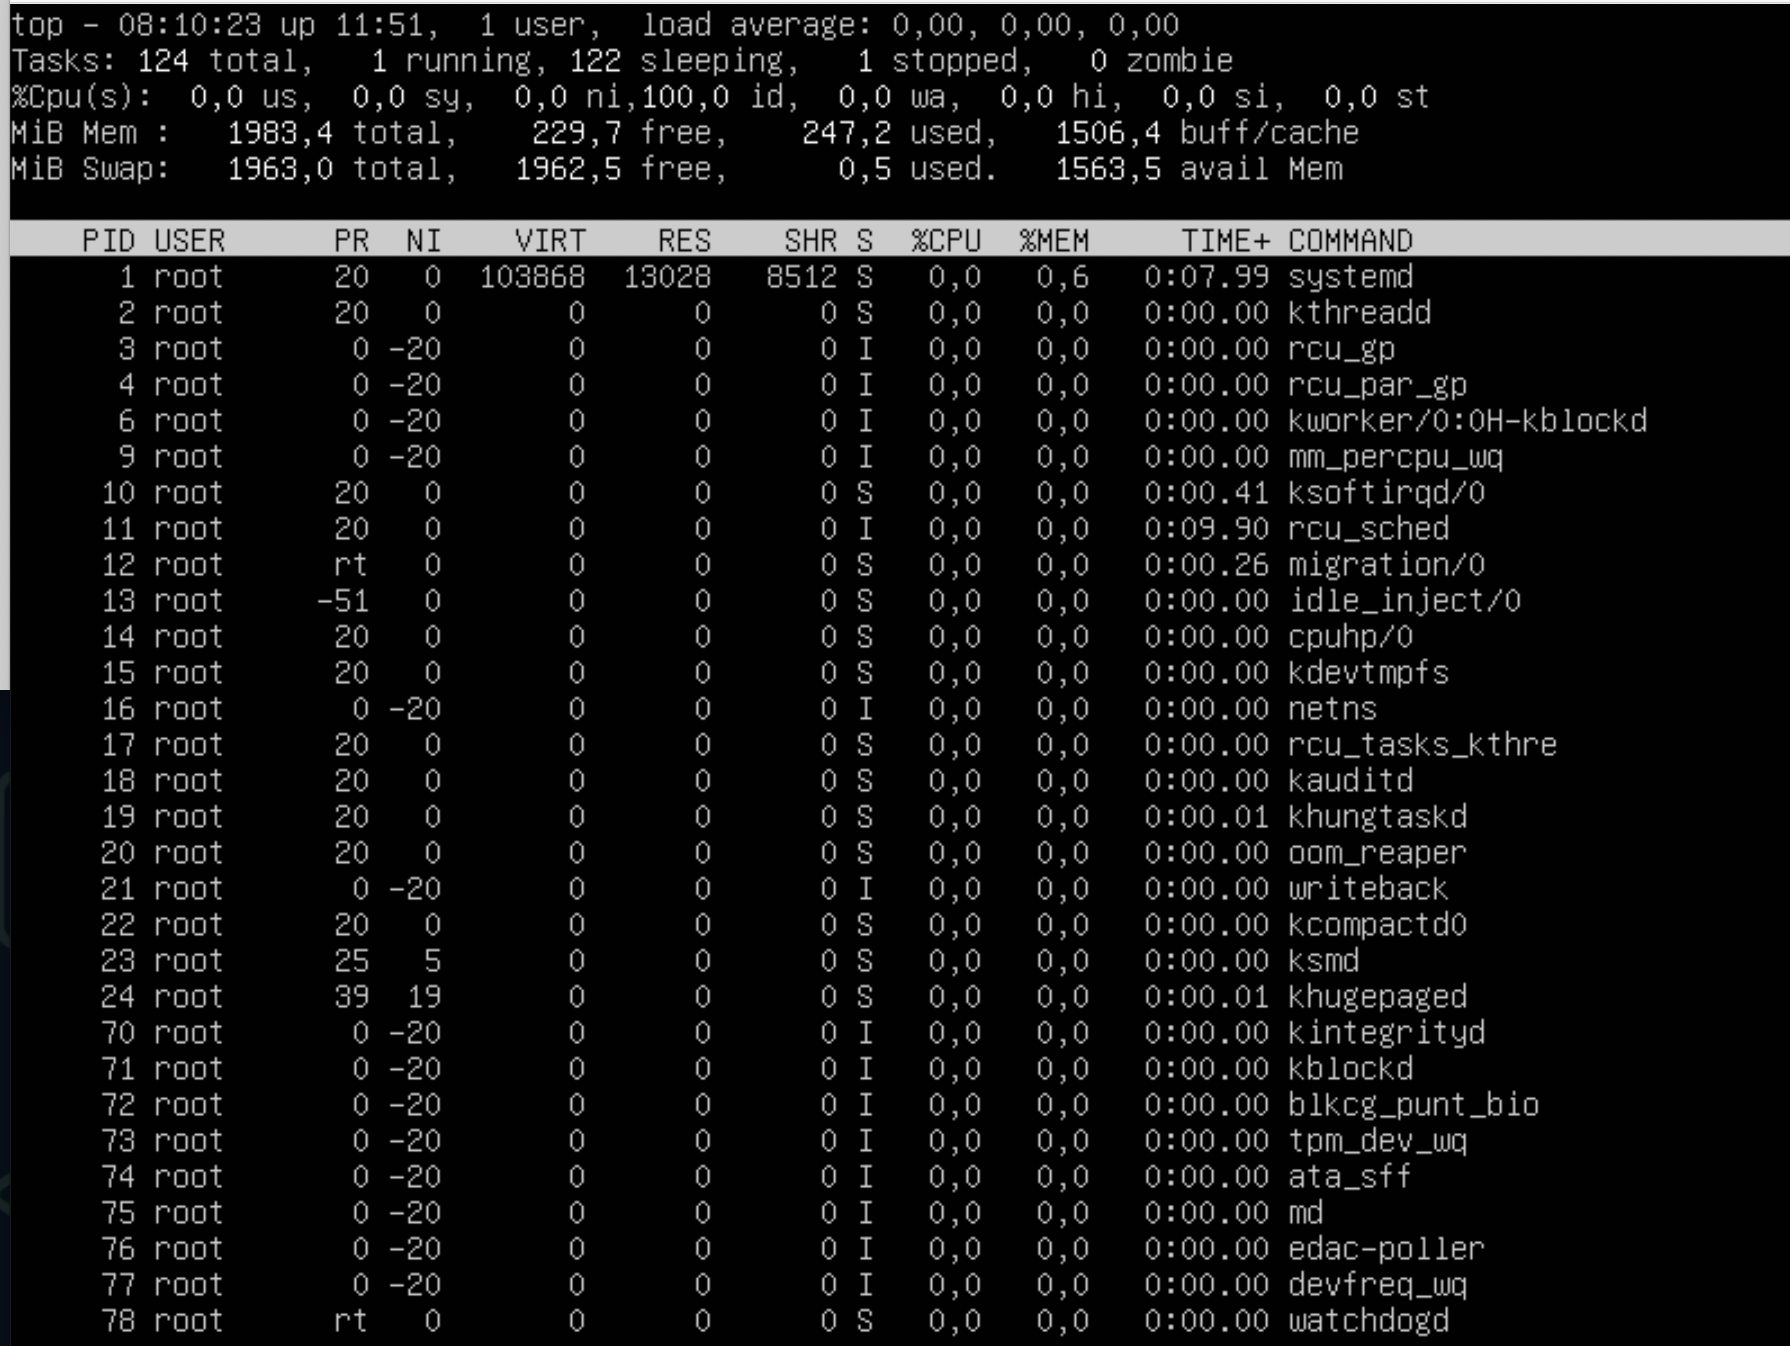 top - 08:10:23 up 11:51,  1 user,  load average: 0,00, 0,00, 0,00
Tasks: 124 total,   1 running, 122 sleeping,   1 stopped,   0 zombie
%Cpu(s):  0,0 us,  0,0 sy,  0,0 ni,100,0 id,  0,0 wa,  0,0 hi,  0,0 si,  0,0 st
MiB Mem :   1983,4 total,    229,7 free,    247,2 used,   1506,4 buff/cache
MiB Swap:   1963,0 total,   1962,5 free,      0,5 used.   1563,5 avail Mem
PID USER      PR  NI    VIRT    RES    SHR S  %CPU  %MEM     TIME+ COMMAND
1 root      20   0  103868  13028   8512 S   0,0   0,6   0:07.99 systemd
2 root      20   0       0      0      0 S   0,0   0,0   0:00.00 kthreadd
3 root       0 -20       0      0      0 I   0,0   0,0   0:00.00 rcu_gp
4 root       0 -20       0      0      0 I   0,0   0,0   0:00.00 rcu_par_gp
6 root       0 -20       0      0      0 I   0,0   0,0   0:00.00 kworker/0:0H-kblockd
9 root       0 -20       0      0      0 I   0,0   0,0   0:00.00 mm_percpu_wq
10 root      20   0       0      0      0 S   0,0   0,0   0:00.41 ksoftirqd/0
11 root      20   0       0      0      0 I   0,0   0,0   0:09.90 rcu_sched
12 root      rt   0       0      0      0 S   0,0   0,0   0:00.26 migration/0
13 root     -51   0       0      0      0 S   0,0   0,0   0:00.00 idle_inject/0
14 root      20   0       0      0      0 S   0,0   0,0   0:00.00 cpuhp/0
15 root      20   0       0      0      0 S   0,0   0,0   0:00.00 kdevtmpfs
16 root       0 -20       0      0      0 I   0,0   0,0   0:00.00 netns
17 root      20   0       0      0      0 S   0,0   0,0   0:00.00 rcu_tasks_kthre
18 root      20   0       0      0      0 S   0,0   0,0   0:00.00 kauditd
19 root      20   0       0      0      0 S   0,0   0,0   0:00.01 khungtaskd
20 root      20   0       0      0      0 S   0,0   0,0   0:00.00 oom_reaper
21 root       0 -20       0      0      0 I   0,0   0,0   0:00.00 writeback
22 root      20   0       0      0      0 S   0,0   0,0   0:00.00 kcompactd0
23 root      25   5       0      0      0 S   0,0   0,0   0:00.00 ksmd
24 root      39  19       0      0      0 S   0,0   0,0   0:00.01 khugepaged
70 root       0 -20       0      0      0 I   0,0   0,0   0:00.00 kintegrityd
71 root       0 -20       0      0      0 I   0,0   0,0   0:00.00 kblockd
72 root       0 -20       0      0      0 I   0,0   0,0   0:00.00 blkcg_punt_bio
73 root       0 -20       0      0      0 I   0,0   0,0   0:00.00 tpm_dev_wq
74 root       0 -20       0      0      0 I   0,0   0,0   0:00.00 ata_sff
75 root       0 -20       0      0      0 I   0,0   0,0   0:00.00 md
76 root       0 -20       0      0      0 I   0,0   0,0   0:00.00 edac-poller
77 root       0 -20       0      0      0 I   0,0   0,0   0:00.00 devfreq_wq
78 root      rt   0       0      0      0 S   0,0   0,0   0:00.00 watchdogd